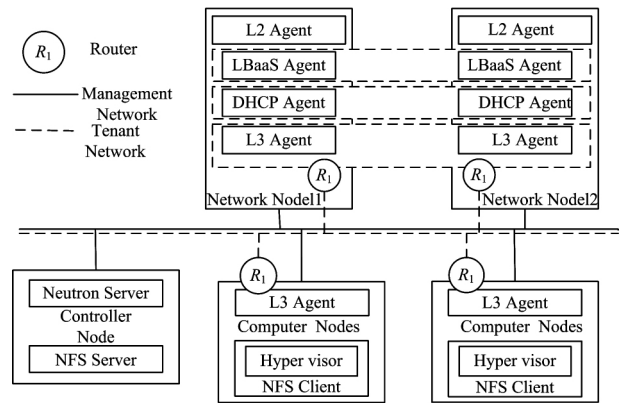 R1 Router
Management
Network
Tenant
Network
L2 Agent
LBaaS Agent
DHCP Agent
L3 Agent
R1
Network Node11
L2 Agent
LBaaS Agent
DHCP Agent
L3 Agent
R1
Network Node12
Neutron Server
Controller
Node
NFS Server
R1
L3 Agent
Computer Nodes
Hyper visor
NFS Client
R1
L3 Agent
Computer Nodes
Hyper visor
NFS Client